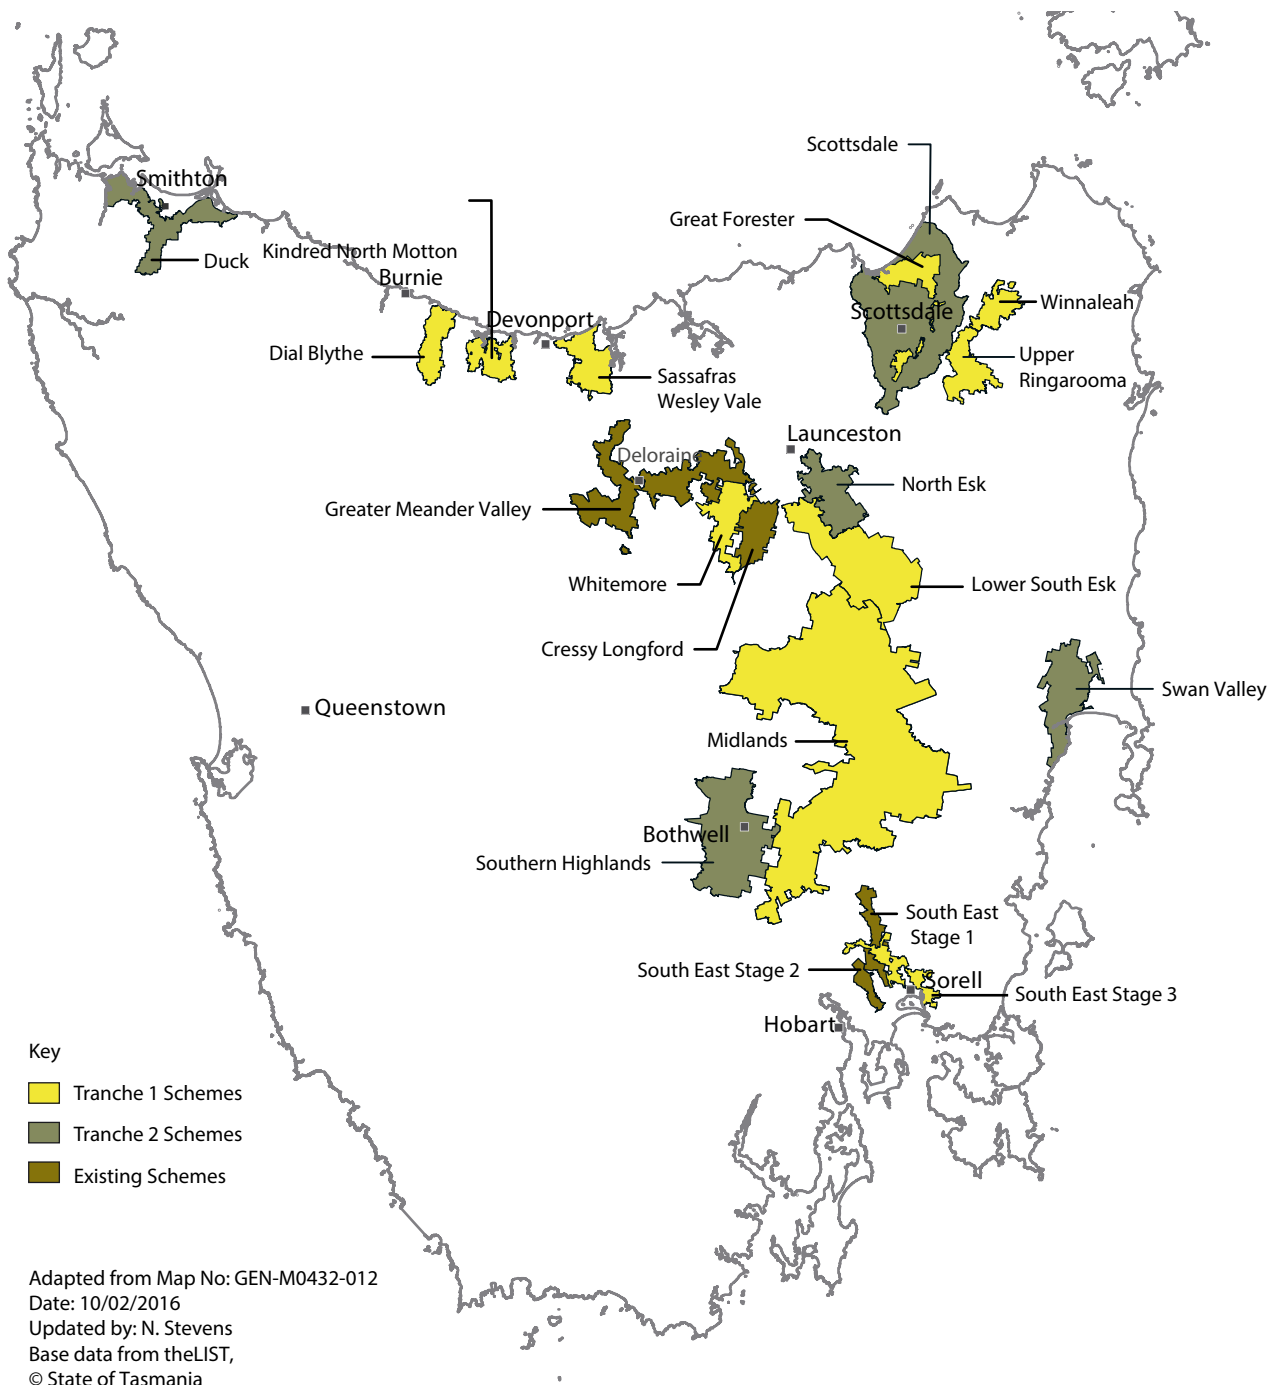 Scottsdale
Smithton
Great Forester
Kindred North Motton
Duck
Burnie
Winnaleah
Scottsdale
Devonport
Dial Blythe
Upper
Ringarooma
Sassafras
Wesley Vale
Launceston
Deloraine
North Esk
Greater Meander Valley
Whitemore
Lower South Esk
Cressy Longford
Swan Valley
Queenstown
Midlands
Bothwell
Southern Highlands
South East
Stage 1
South East Stage 2
Sorell
South East Stage 3
Hobart
Key
Tranche 1 Schemes
Tranche 2 Schemes
Existing Schemes
Adapted from Map No: GEN-M0432-012
Date: 10/02/2016
Updated by: N. Stevens
Base data from theLIST,
© State of Tasmania